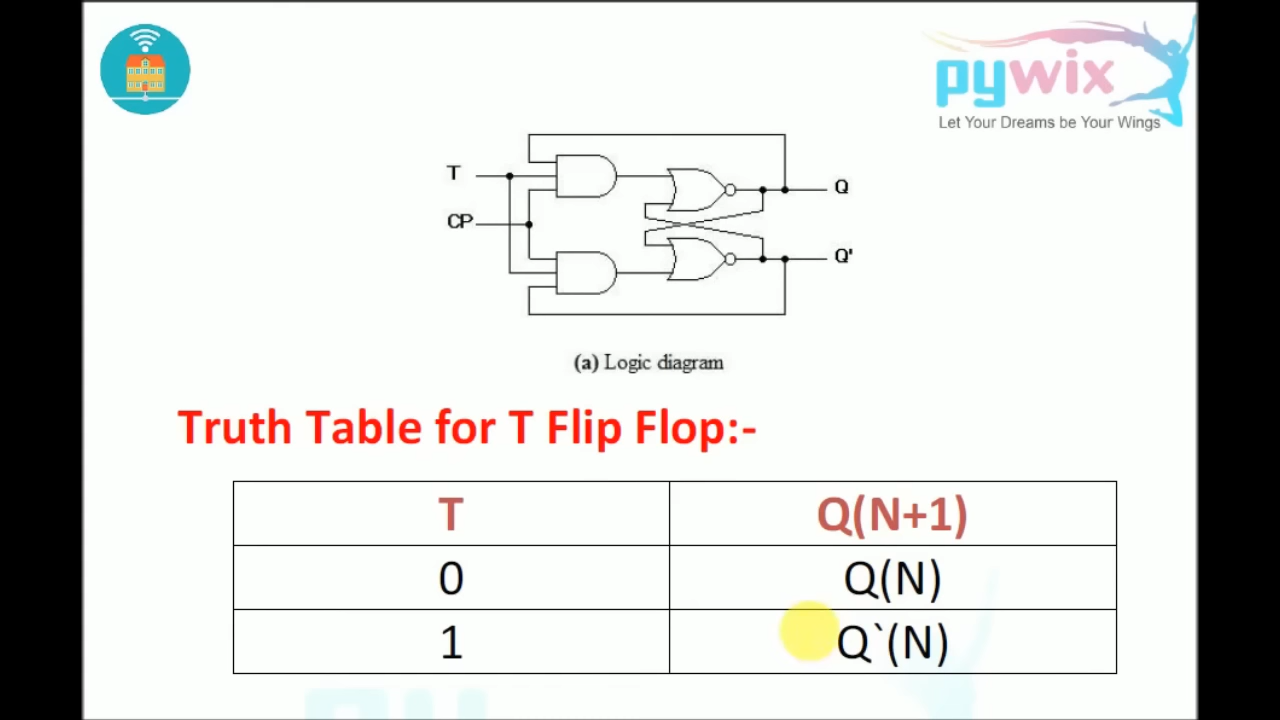 pywix
Let Your Dreams be Your Wings
T
Q
CP
Q'
(a) Logic diagram
Truth Table for T Flip Flop:-
T Q(N+1)
0 Q(N)
1 Q`(N)